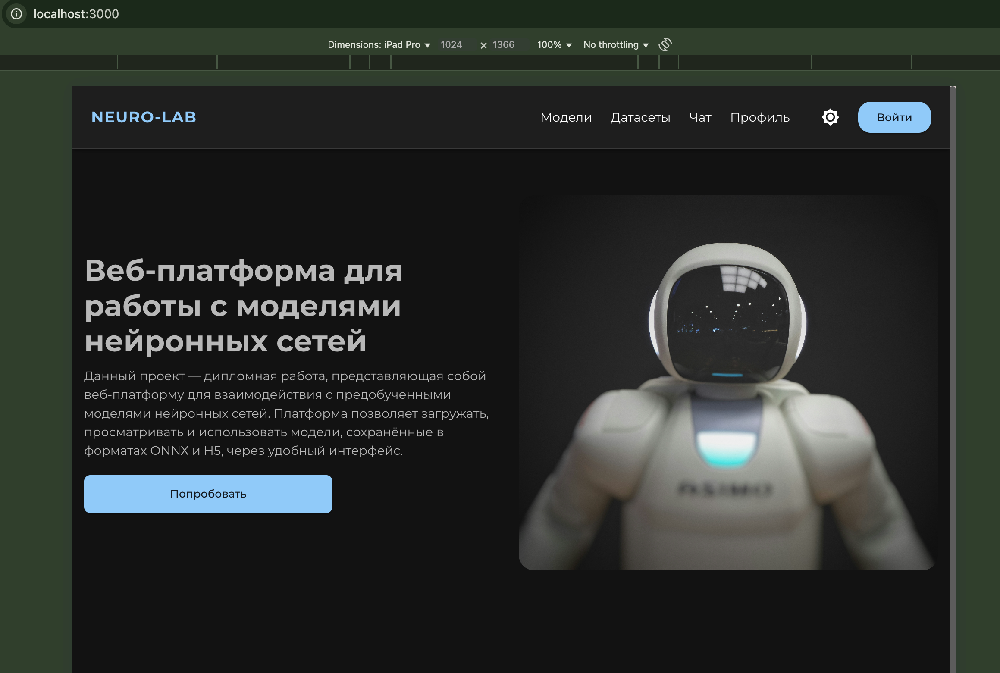 localhost:3000
Dimensions: iPad Pro 1024 × 1366 100% No throttling
NEURO-LAB Модели Датасеты Чат Профиль Войти
Веб-платформа для
работы с моделями
нейронных сетей
Данный проект — дипломная работа, представляющая собой
веб-платформу для взаимодействия с предобученными
моделями нейронных сетей. Платформа позволяет загружать,
просматривать и использовать модели, сохранённые в
форматах ONNX и H5, через удобный интерфейс.
Попробовать
ASIMO